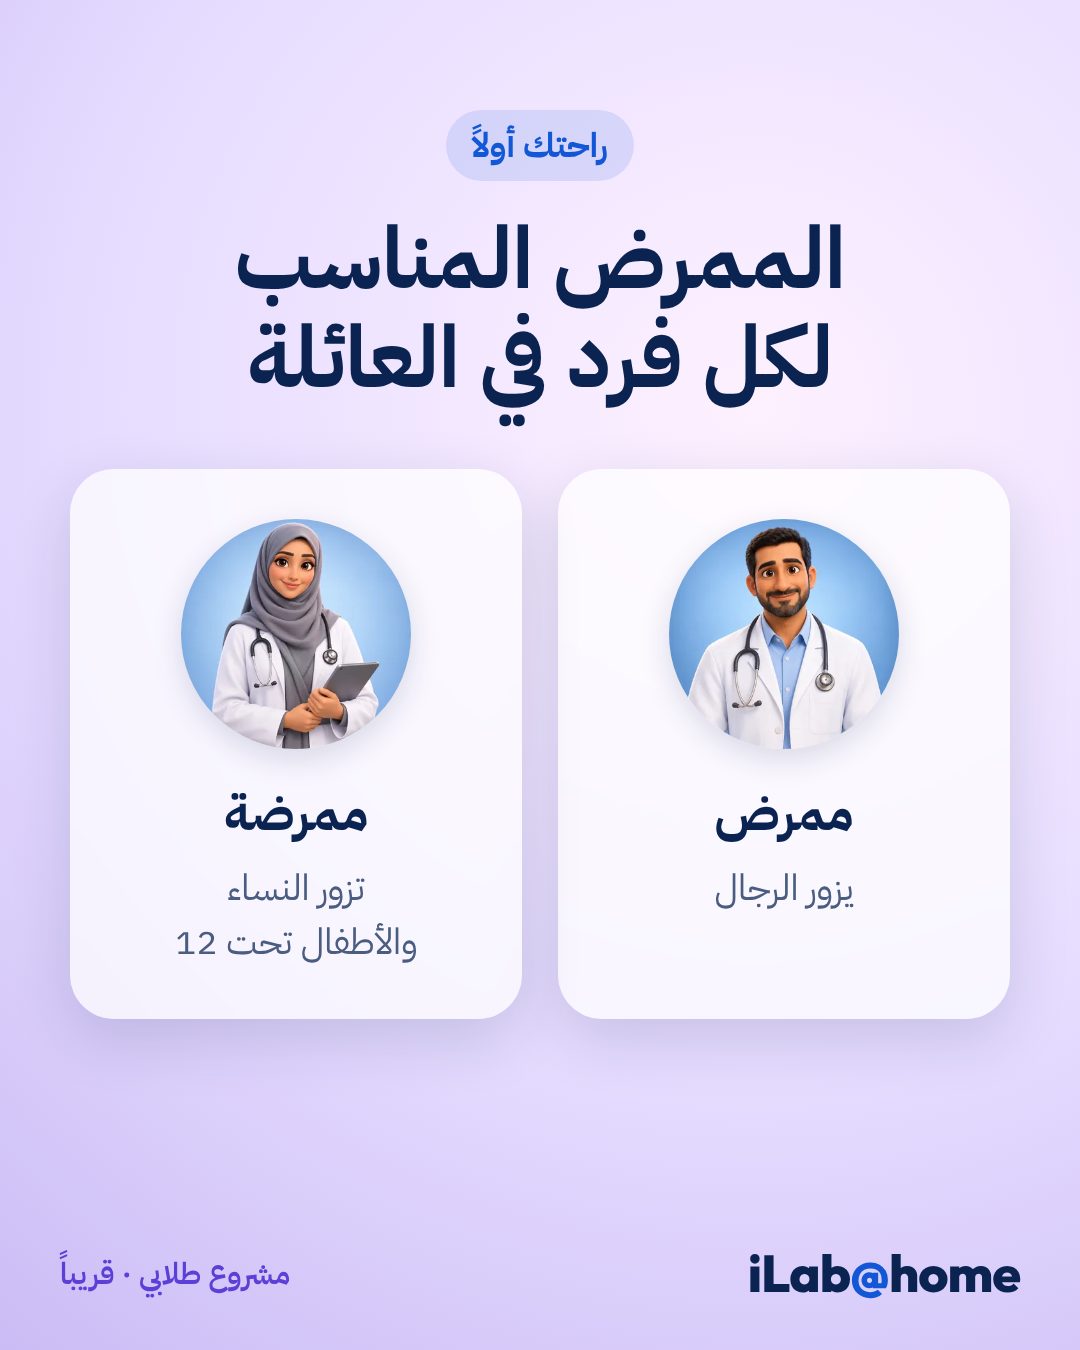 راحتك أولاً
الممرض المناسب
لكل فرد في العائلة
ممرض
يزور الرجال
ممرضة
تزور النساء
والأطفال تحت 12
iLab@home
مشروع طلابي · قريباً